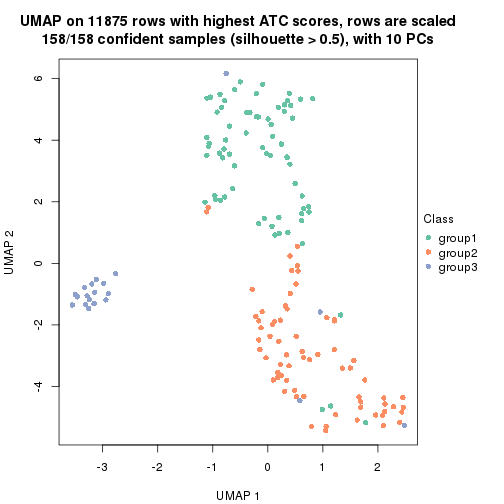 UMAP on 11875 rows with highest ATC scores, rows are scaled
158/158 confident samples (silhouette > 0.5), with 10 PCs
6
4
2
0
-2
-4
UMAP 2
-3
-2
-1
0
1
2
UMAP 1
Class
group1
group2
group3